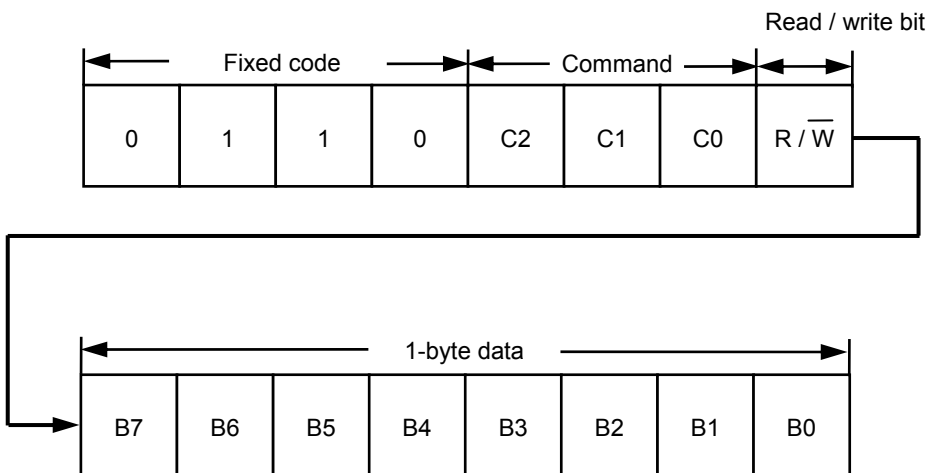 Read / write bit
Fixed code Command
0 1 1 0 C2 C1 C0 R / W̅
1-byte data
B7 B6 B5 B4 B3 B2 B1 B0